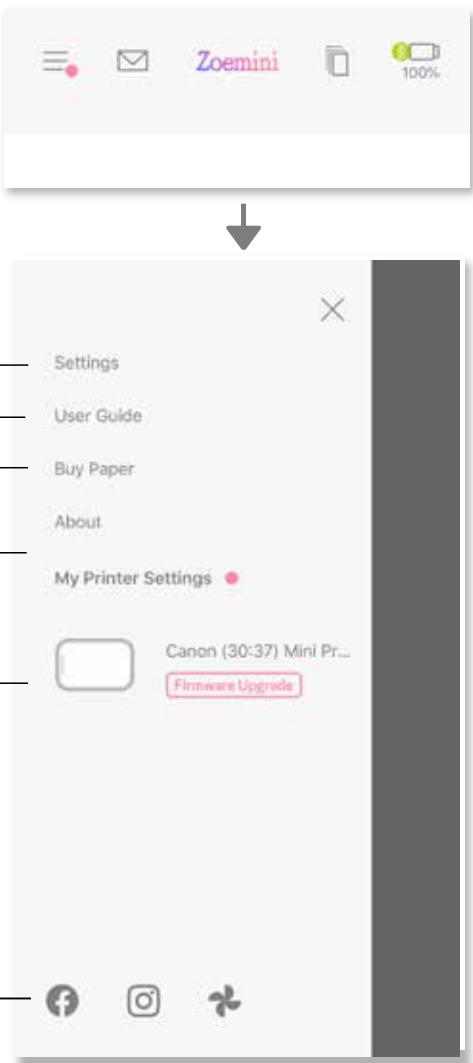 Zoemini
100%
Settings
User Guide
Buy Paper
About
My Printer Settings
Canon (30:37) Mini Pr...
Firmware Upgrade